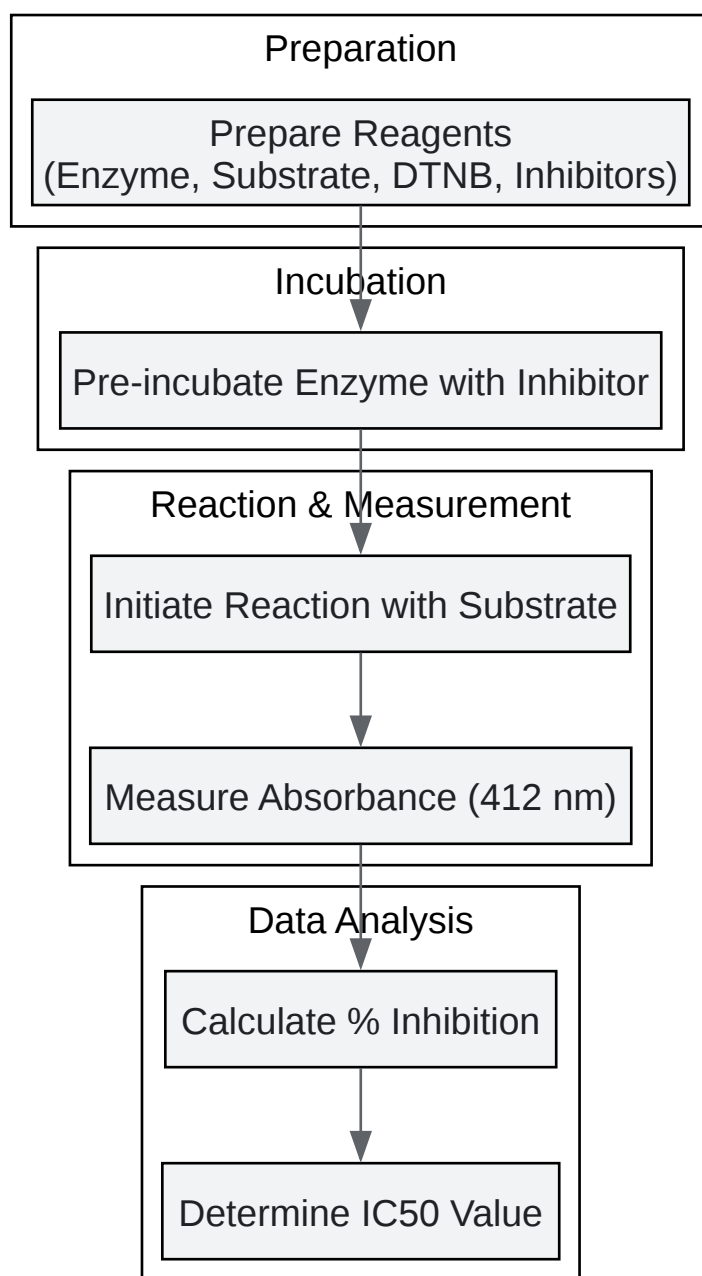 Preparation
Prepare Reagents
(Enzyme, Substrate, DTNB, Inhibitors)
Incubation
Pre-incubate Enzyme with Inhibitor
Reaction & Measurement
Initiate Reaction with Substrate
Measure Absorbance (412 nm)
Data Analysis
Calculate % Inhibition
Determine IC50 Value